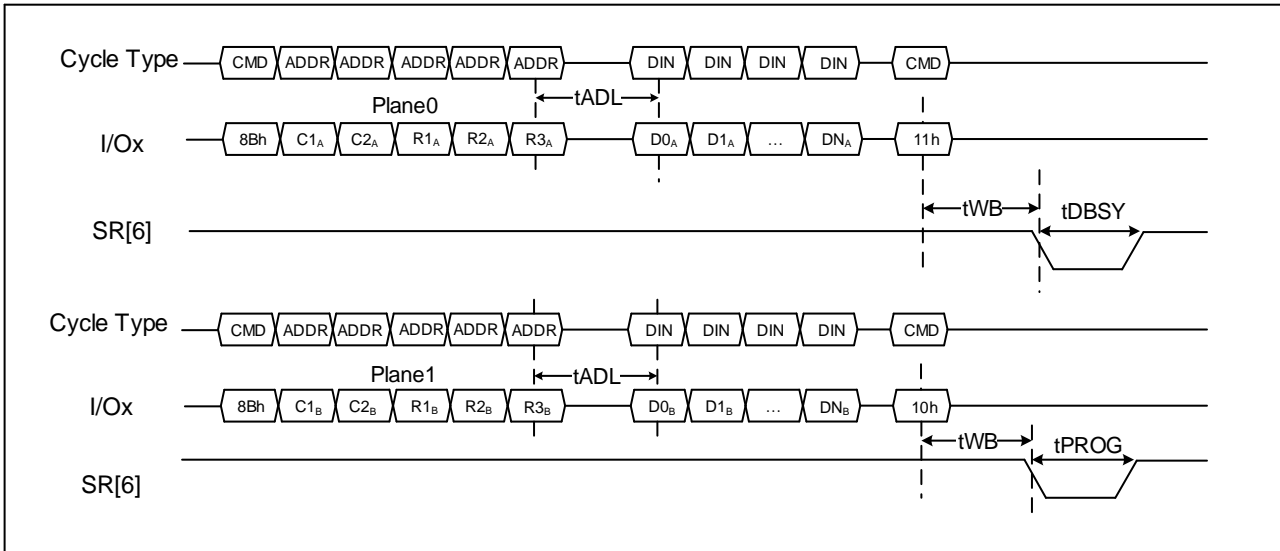 Cycle Type CMD ADDR ADDR ADDR ADDR ADDR DIN DIN DIN DIN CMD
Plane0 tADL
I/Ox 8Bh C1A C2A R1A R2A R3A D0A D1A ... DNA 11h
tWB tDBSY
SR[6]
Cycle Type CMD ADDR ADDR ADDR ADDR ADDR DIN DIN DIN DIN CMD
Plane1 tADL
I/Ox 8Bh C1B C2B R1B R2B R3B D0B D1B ... DNB 10h
tWB tPROG
SR[6]